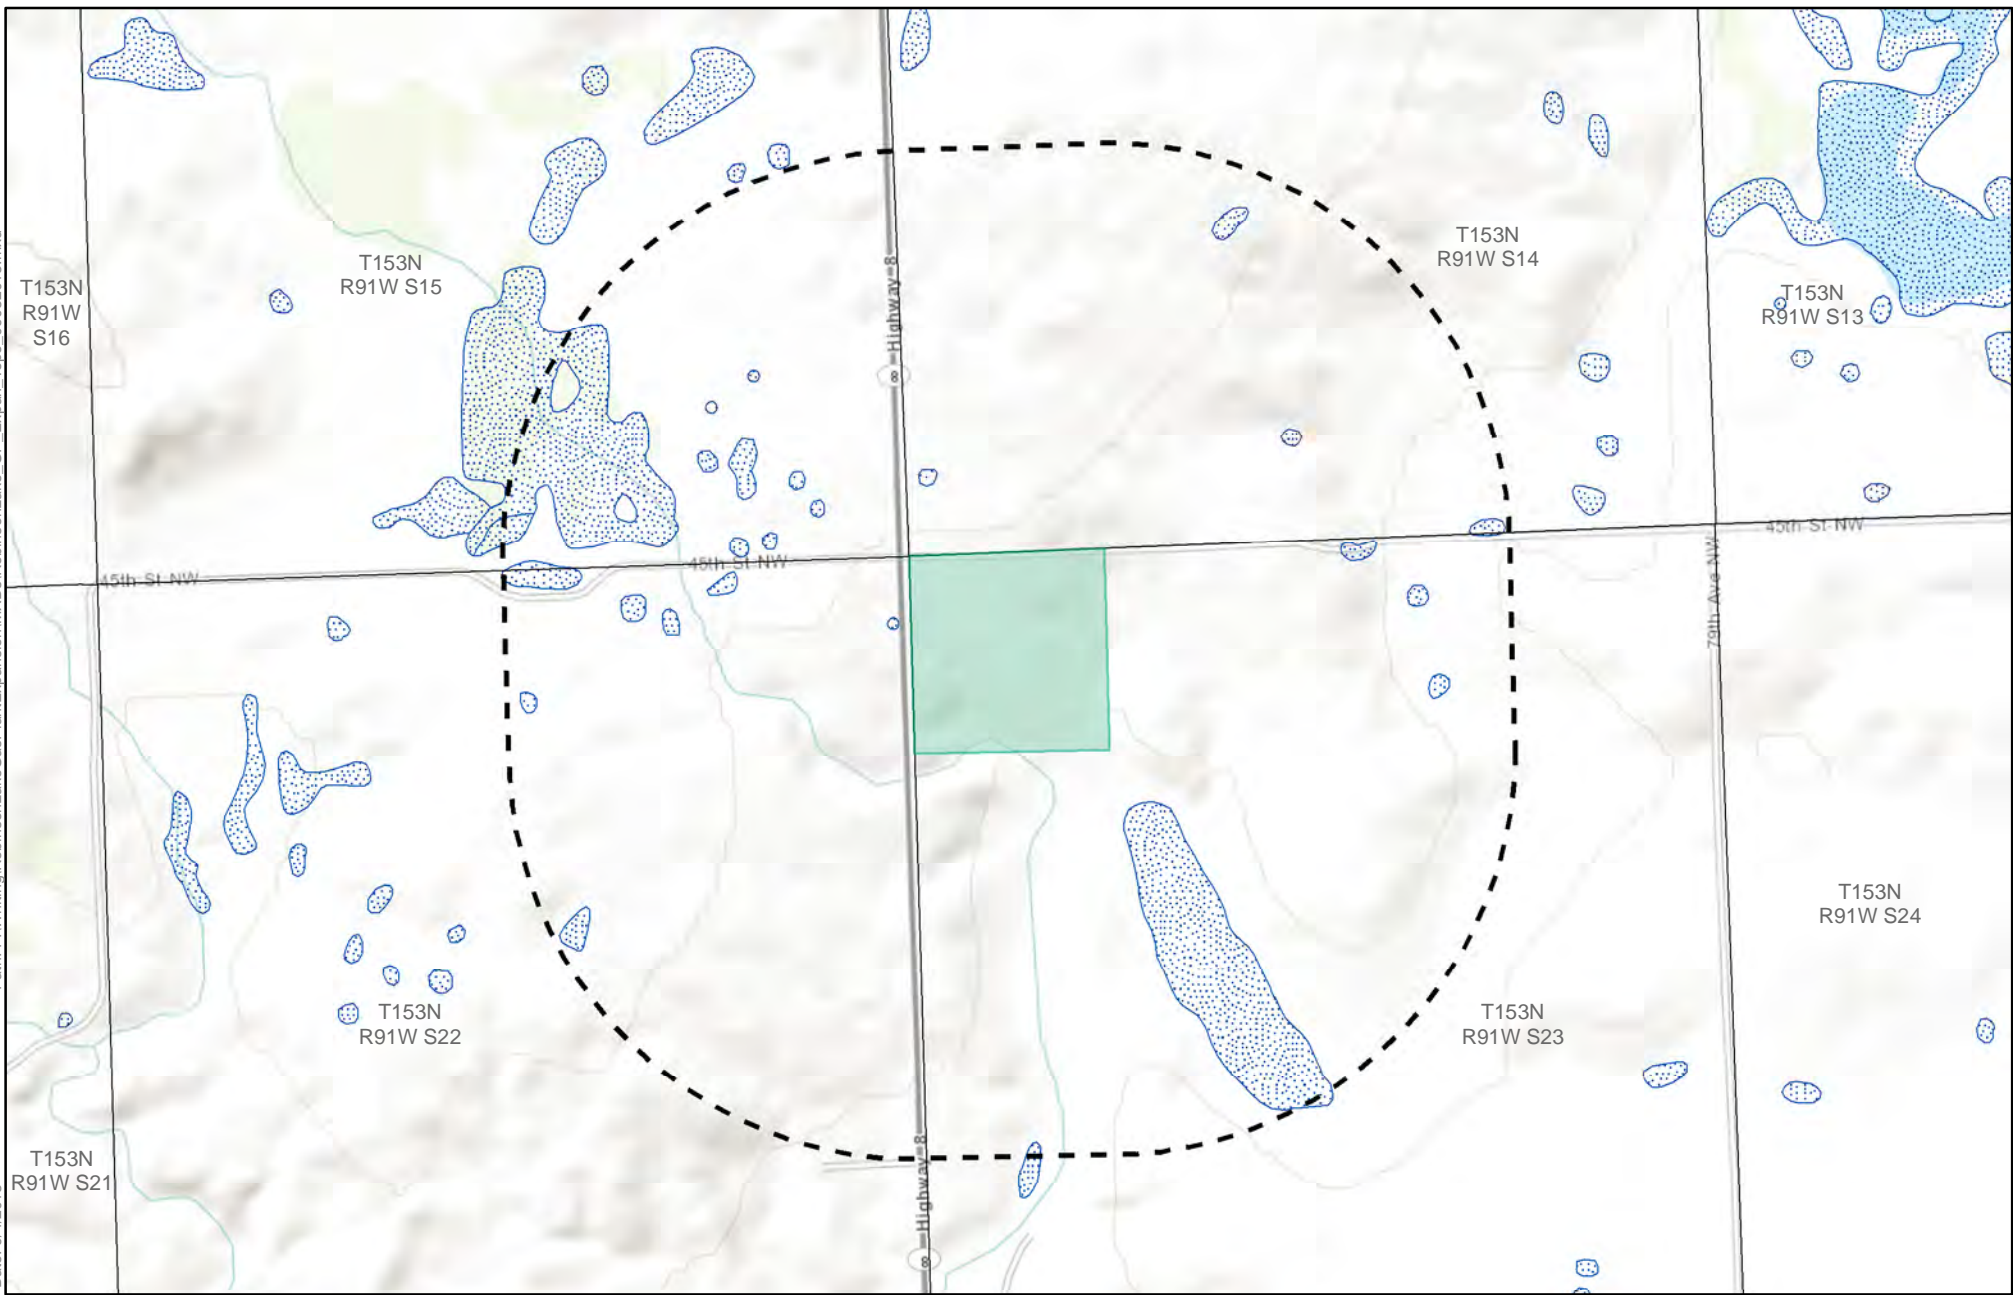 T153N
R91W S14
T153N
R91W S15
T153N
R91W
S16
T153N
R91W S13
8
Highway 8
45th St NW
45th St NW
45th St NW
79th Ave NW
T153N
R91W S24
T153N
R91W S22
T153N
R91W S23
T153N
R91W S21
Highway 8
8